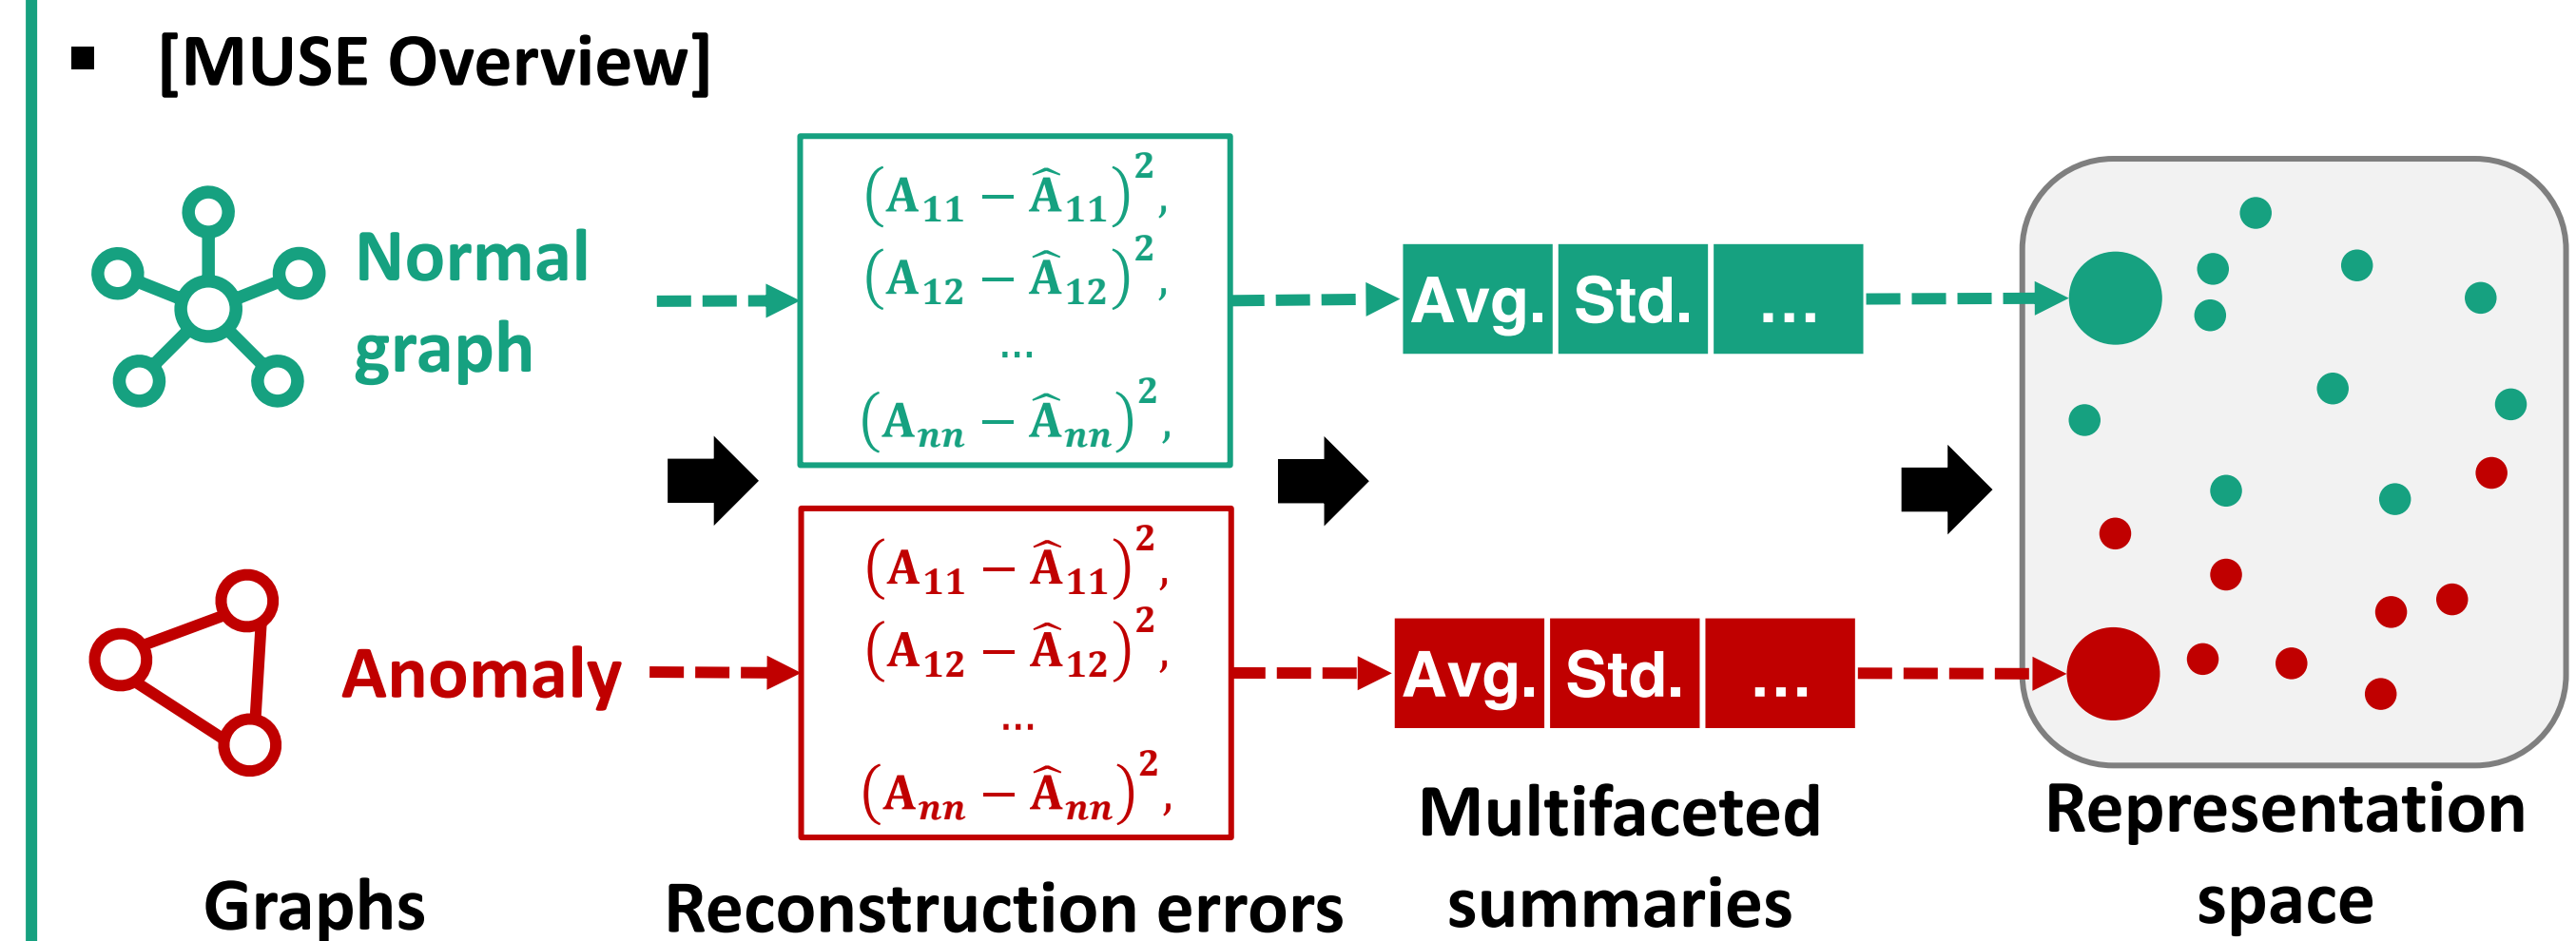 ▪ [MUSE Overview]
Normal
graph
(A₁₁ − Â₁₁)²,
(A₁₂ − Â₁₂)²,
...
(Aₙₙ − Âₙₙ)²,
Avg. Std. ...
Anomaly
(A₁₁ − Â₁₁)²,
(A₁₂ − Â₁₂)²,
...
(Aₙₙ − Âₙₙ)²,
Avg. Std. ...
Graphs
Reconstruction errors
Multifaceted
summaries
Representation
space